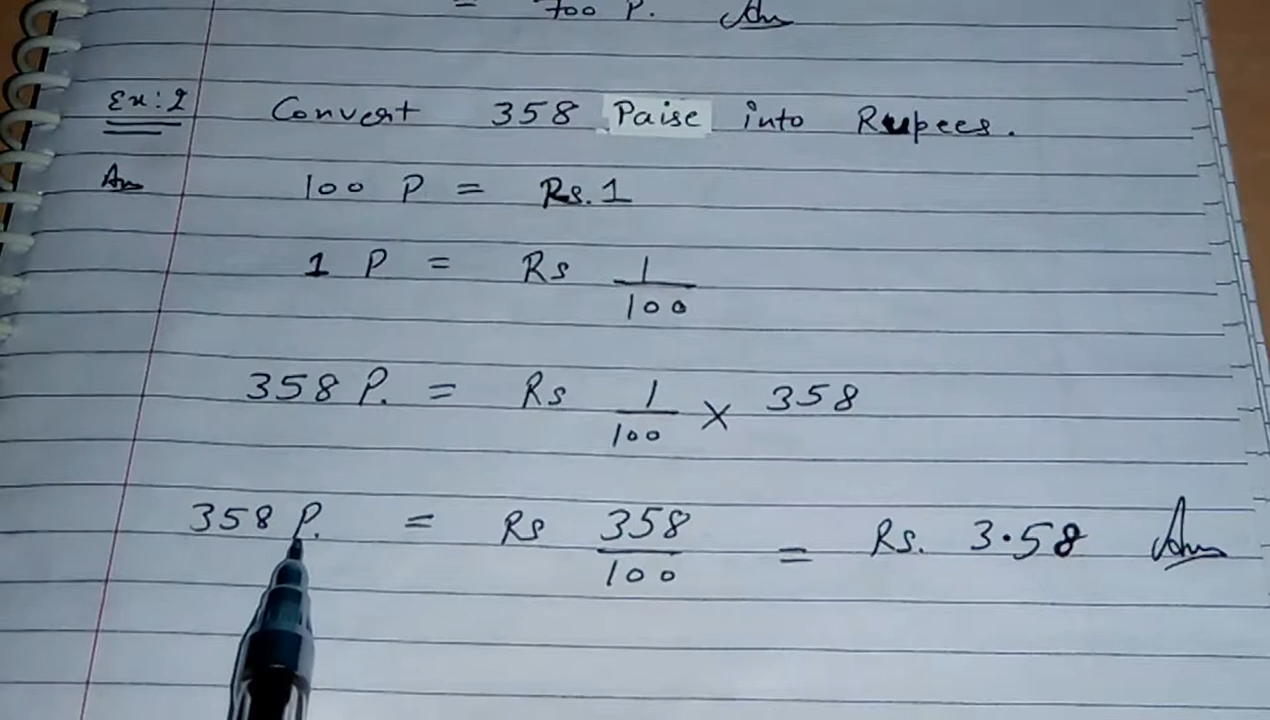 = 700 P. Ans
Ex:2 Convert 358 Paise into Rupees.
Ans 100 P = Rs. 1
1 P = Rs 1/100
358 P. = Rs 1/100 × 358
358 P. = Rs 358/100 = Rs. 3.58 Ans